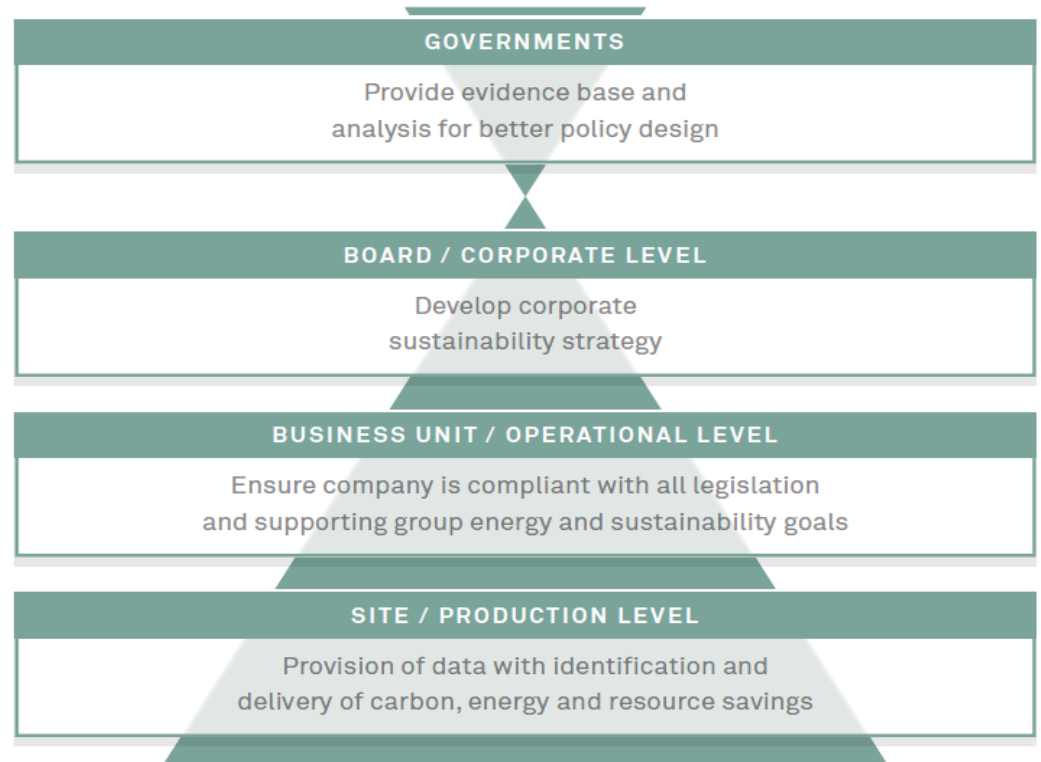 GOVERNMENTS
Provide evidence base and
analysis for better policy design
BOARD / CORPORATE LEVEL
Develop corporate
sustainability strategy
BUSINESS UNIT / OPERATIONAL LEVEL
Ensure company is compliant with all legislation
and supporting group energy and sustainability goals
SITE / PRODUCTION LEVEL
Provision of data with identification and
delivery of carbon, energy and resource savings